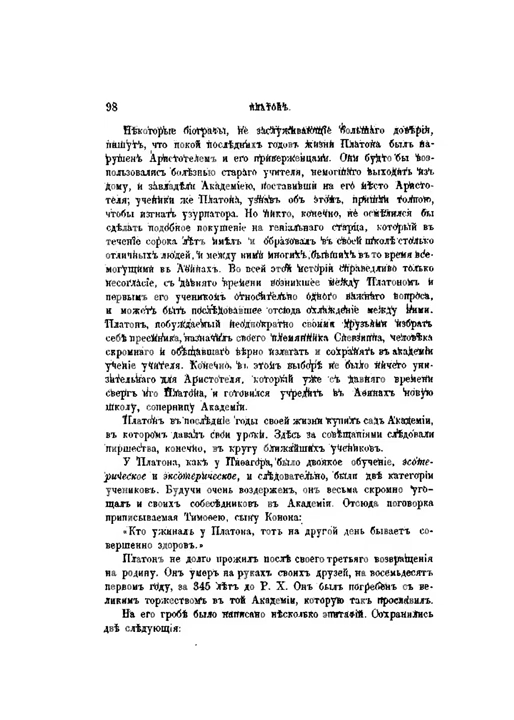 98 ПЛАТОНЪ.
Нѣкоторые біографы, не заслуживающіе большаго довѣрія,
пишутъ, что покой послѣднихъ годовъ жизни Платона былъ на-
рушенъ Аристотелемъ и его приверженцами. Они будто бы вос-
пользовались болѣзнью стараго учителя, немогшаго выходить изъ
дому, и завладѣли Академіею, поставивши на его мѣсто Аристо-
теля; ученики же Платона, узнавъ объ этомъ, пришли толпою,
чтобы изгнать узурпатора. Но никто, конечно, не осмѣлился бы
сдѣлать подобное покушеніе на геніальнаго старца, который въ
теченіе сорока лѣтъ имѣлъ и образовалъ въ своей школѣ столько
отличныхъ людей, и между ними многихъ, бывшихъ въ то время все-
могущими въ Аѳинахъ. Во всей этой исторіи справедливо только
несогласіе, съ давняго времени возникшее между Платономъ и
первымъ его ученикомъ относительно одного важнаго вопроса,
и можетъ быть послѣдовавшее отсюда охлажденіе между ними.
Платонъ, побуждаемый неоднократно своими друзьями избрать
себѣ преемника, назначилъ своего племянника Спевзиппа, человѣка
скромнаго и обѣщавшаго вѣрно излагать и сохранять въ академіи
ученіе учителя. Конечно, въ этомъ выборѣ не было ничего уни-
зительнаго для Аристотеля, который уже съ давняго времени
свергъ иго Платона, и готовился учредить въ Аѳинахъ новую
школу, соперницу Академіи.
Платонъ въ послѣдніе годы своей жизни купилъ садъ Академіи,
въ которомъ давалъ свои уроки. Здѣсь за совѣщаніями слѣдовали
пиршества, конечно, въ кругу ближайшихъ учениковъ.
У Платона, какъ у Пиѳагора, было двоякое обученіе, эсоте-
рическое и эксотерическое, и слѣдовательно, были двѣ категоріи
учениковъ. Будучи очень воздержен, онъ весьма скромно уго-
щалъ и своихъ собесѣдниковъ въ Академіи. Отсюда поговорка
приписываемая Тимоѳею, сыну Конона:
«Кто ужиналъ у Платона, тотъ на другой день бываетъ со-
вершенно здоровъ.»
Платонъ не долго прожилъ послѣ своего третьяго возвращенія
на родину. Онъ умеръ на рукахъ своихъ друзей, на восемьдесятъ
первомъ году, за 345 лѣтъ до Р. Х. Онъ былъ погребенъ съ ве-
ликимъ торжествомъ въ той Академіи, которую такъ прославилъ.
На его гробѣ было написано нѣсколько эпитафій. Сохранились
двѣ слѣдующія: